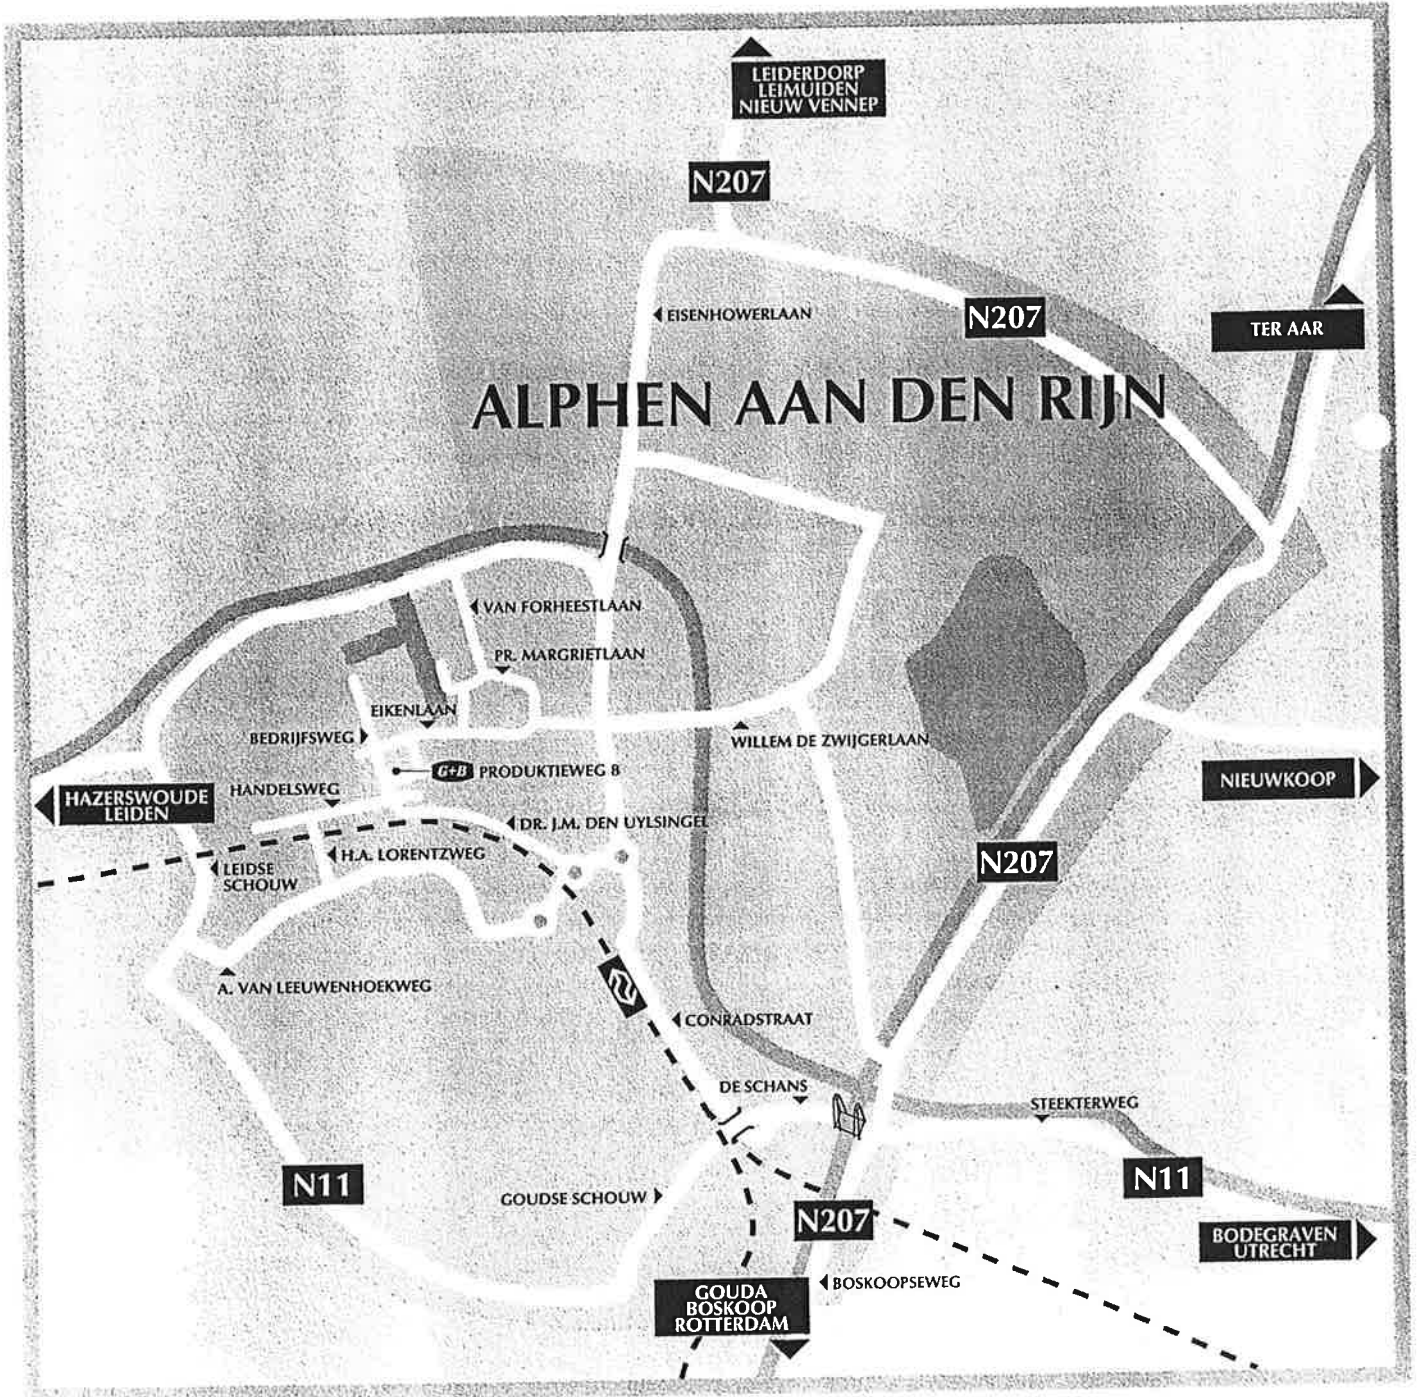 LEIDERDORP
LEIMUIDEN
NIEUW VENNEP
N207
EISENHOWERLAAN
N207
TER AAR
ALPHEN AAN DEN RIJN
VAN FORHEESTLAAN
PR. MARGRIETLAAN
EIKENLAAN
BEDRIJFSWEG
WILLEM DE ZWIJGERLAAN
G+B PRODUKTIEWEG 8
NIEUWKOOP
HAZERSWOUDE
LEIDEN
HANDELSWEG
DR. J.M. DEN UYLSINGEL
H.A. LORENTZWEG
LEIDSE
SCHOUW
N207
A. VAN LEEUWENHOEKWEG
CONRADSTRAAT
DE SCHANS
STEEKTERWEG
N11
N11
GOUDSE SCHOUW
N207
BODEGRAVEN
UTRECHT
BOSKOOPSEWEG
GOUDA
BOSKOOP
ROTTERDAM